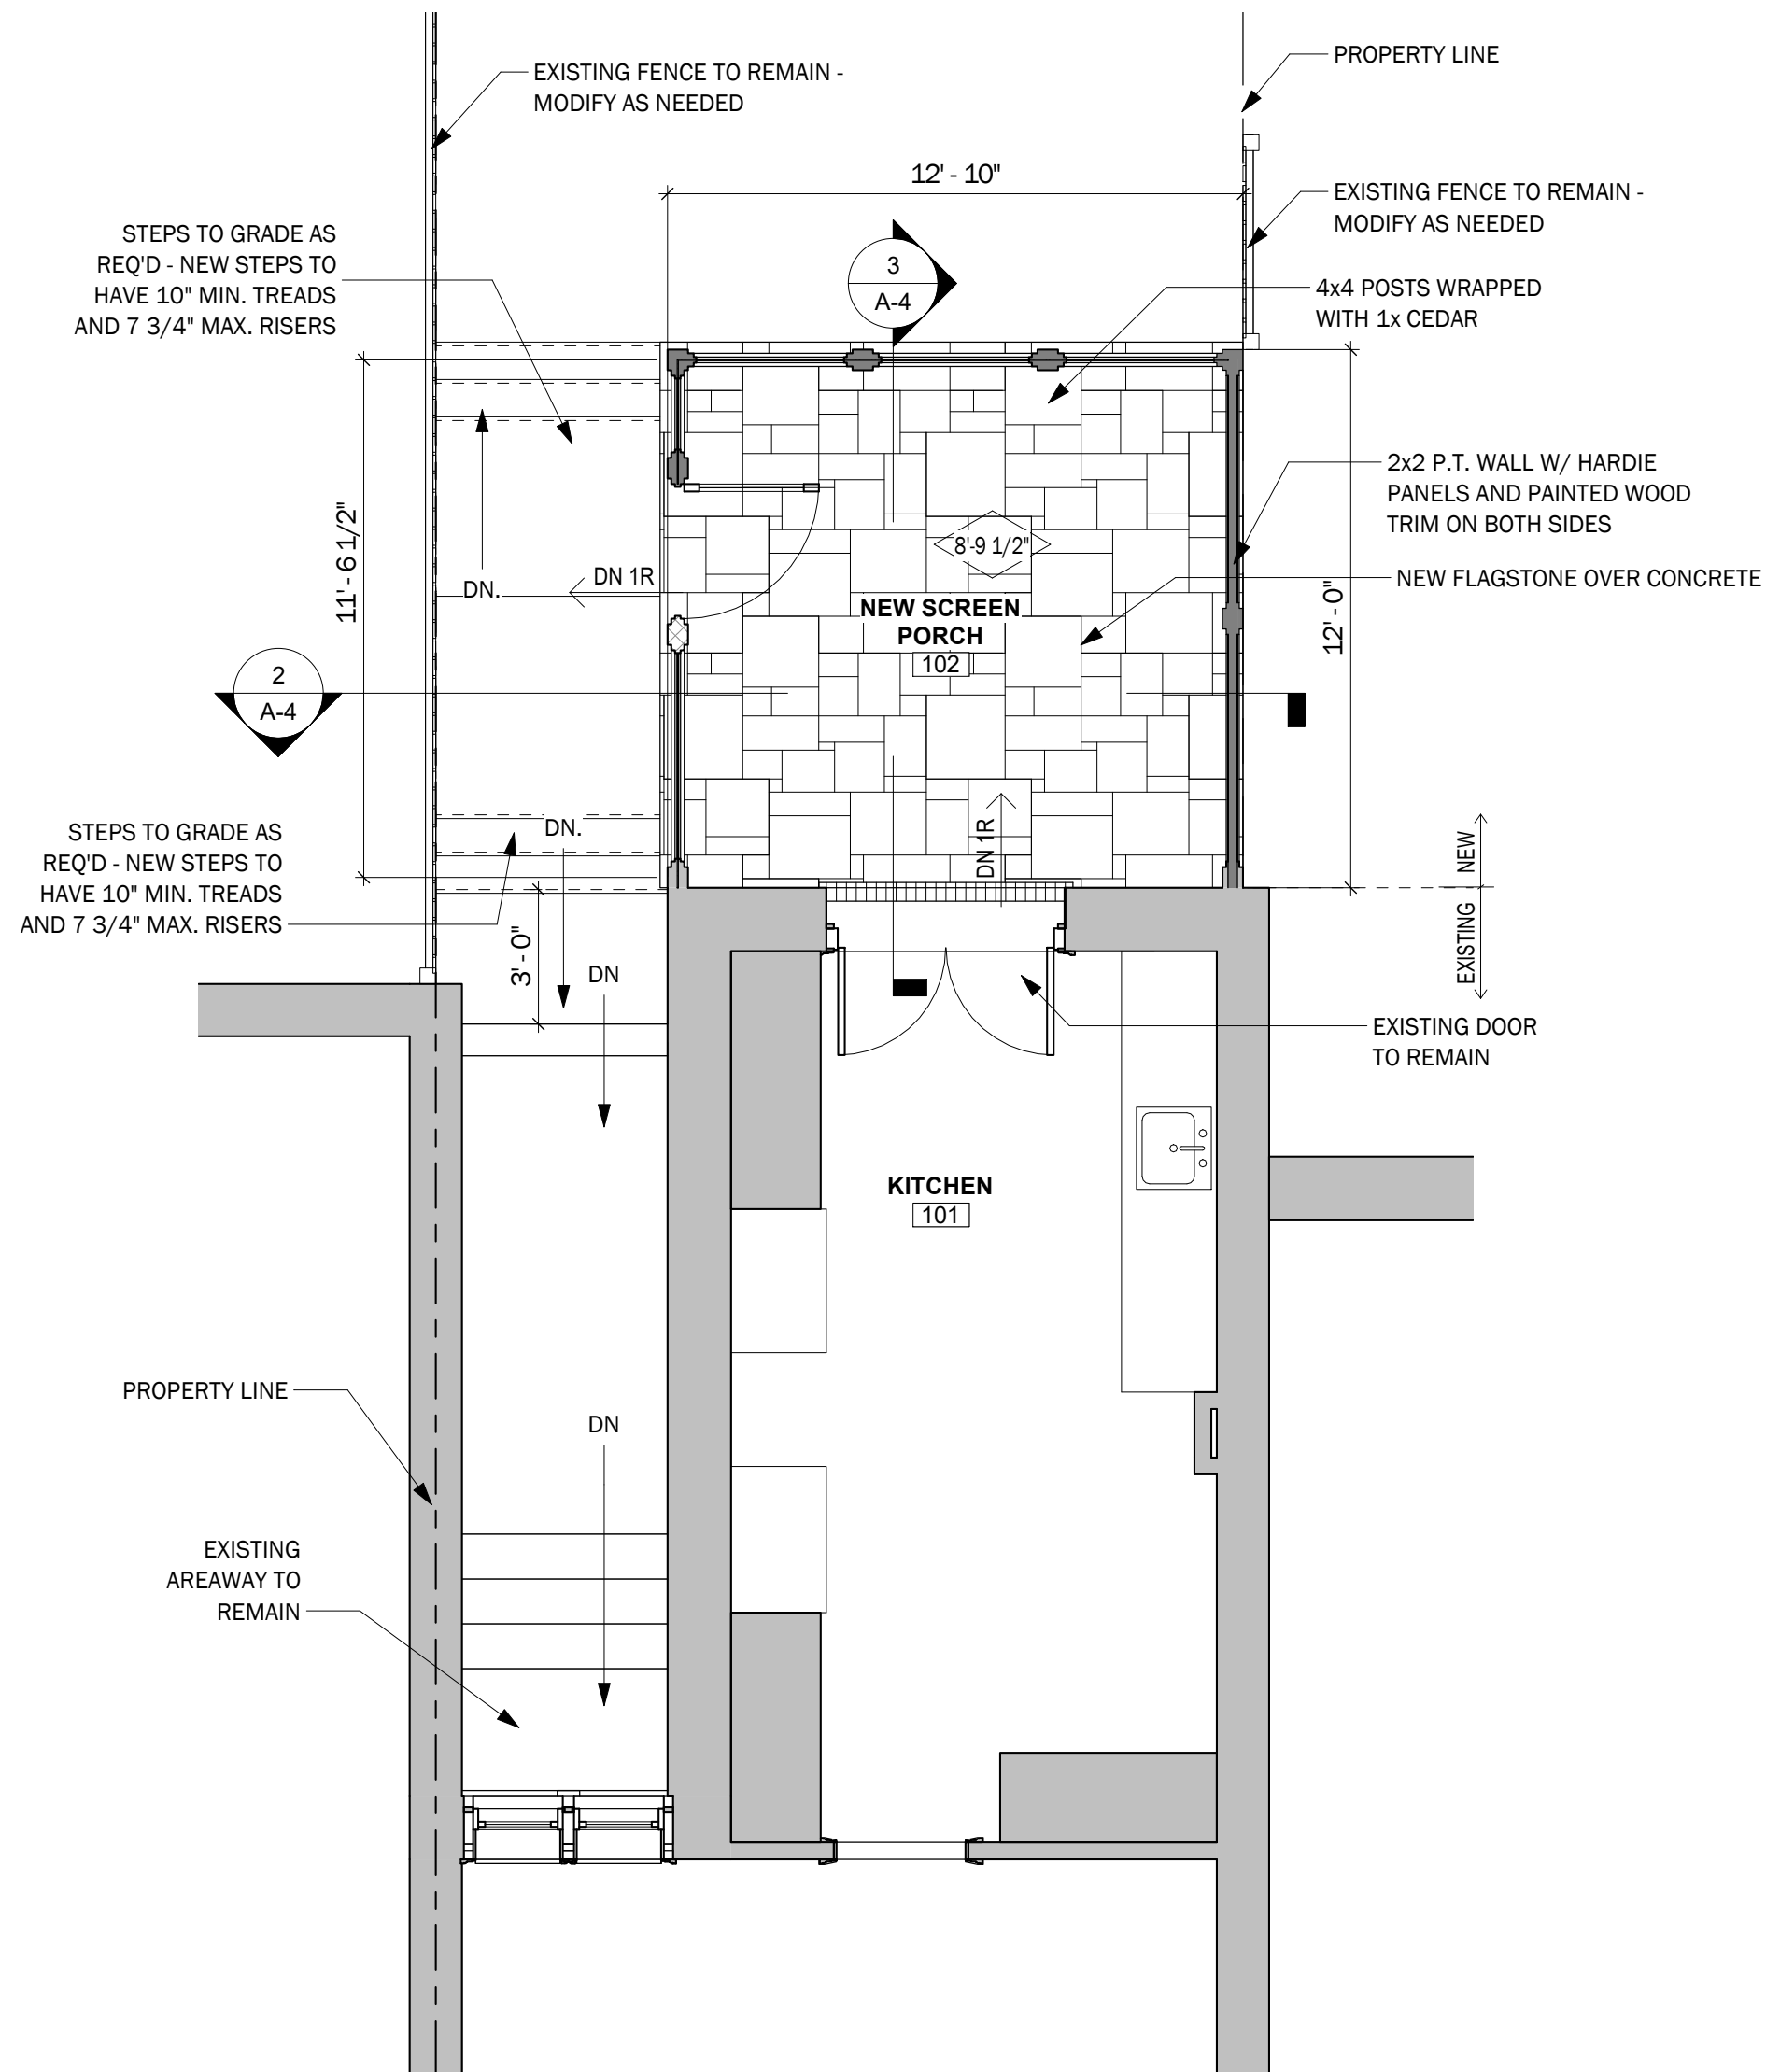 PROPERTY LINE
EXISTING FENCE TO REMAIN -
MODIFY AS NEEDED
12' - 10"
EXISTING FENCE TO REMAIN -
MODIFY AS NEEDED
STEPS TO GRADE AS
REQ'D - NEW STEPS TO
HAVE 10" MIN. TREADS
AND 7 3/4" MAX. RISERS
3
A-4
4x4 POSTS WRAPPED
WITH 1x CEDAR
2x2 P.T. WALL W/ HARDIE
PANELS AND PAINTED WOOD
TRIM ON BOTH SIDES
11' - 6 1/2"
8'-9 1/2"
DN.
DN 1R
NEW FLAGSTONE OVER CONCRETE
NEW SCREEN
PORCH
102
12' - 0"
2
A-4
STEPS TO GRADE AS
REQ'D - NEW STEPS TO
HAVE 10" MIN. TREADS
AND 7 3/4" MAX. RISERS
DN.
DN 1R
NEW
EXISTING
3' - 0"
DN
EXISTING DOOR
TO REMAIN
KITCHEN
101
PROPERTY LINE
DN
EXISTING
AREAWAY TO
REMAIN